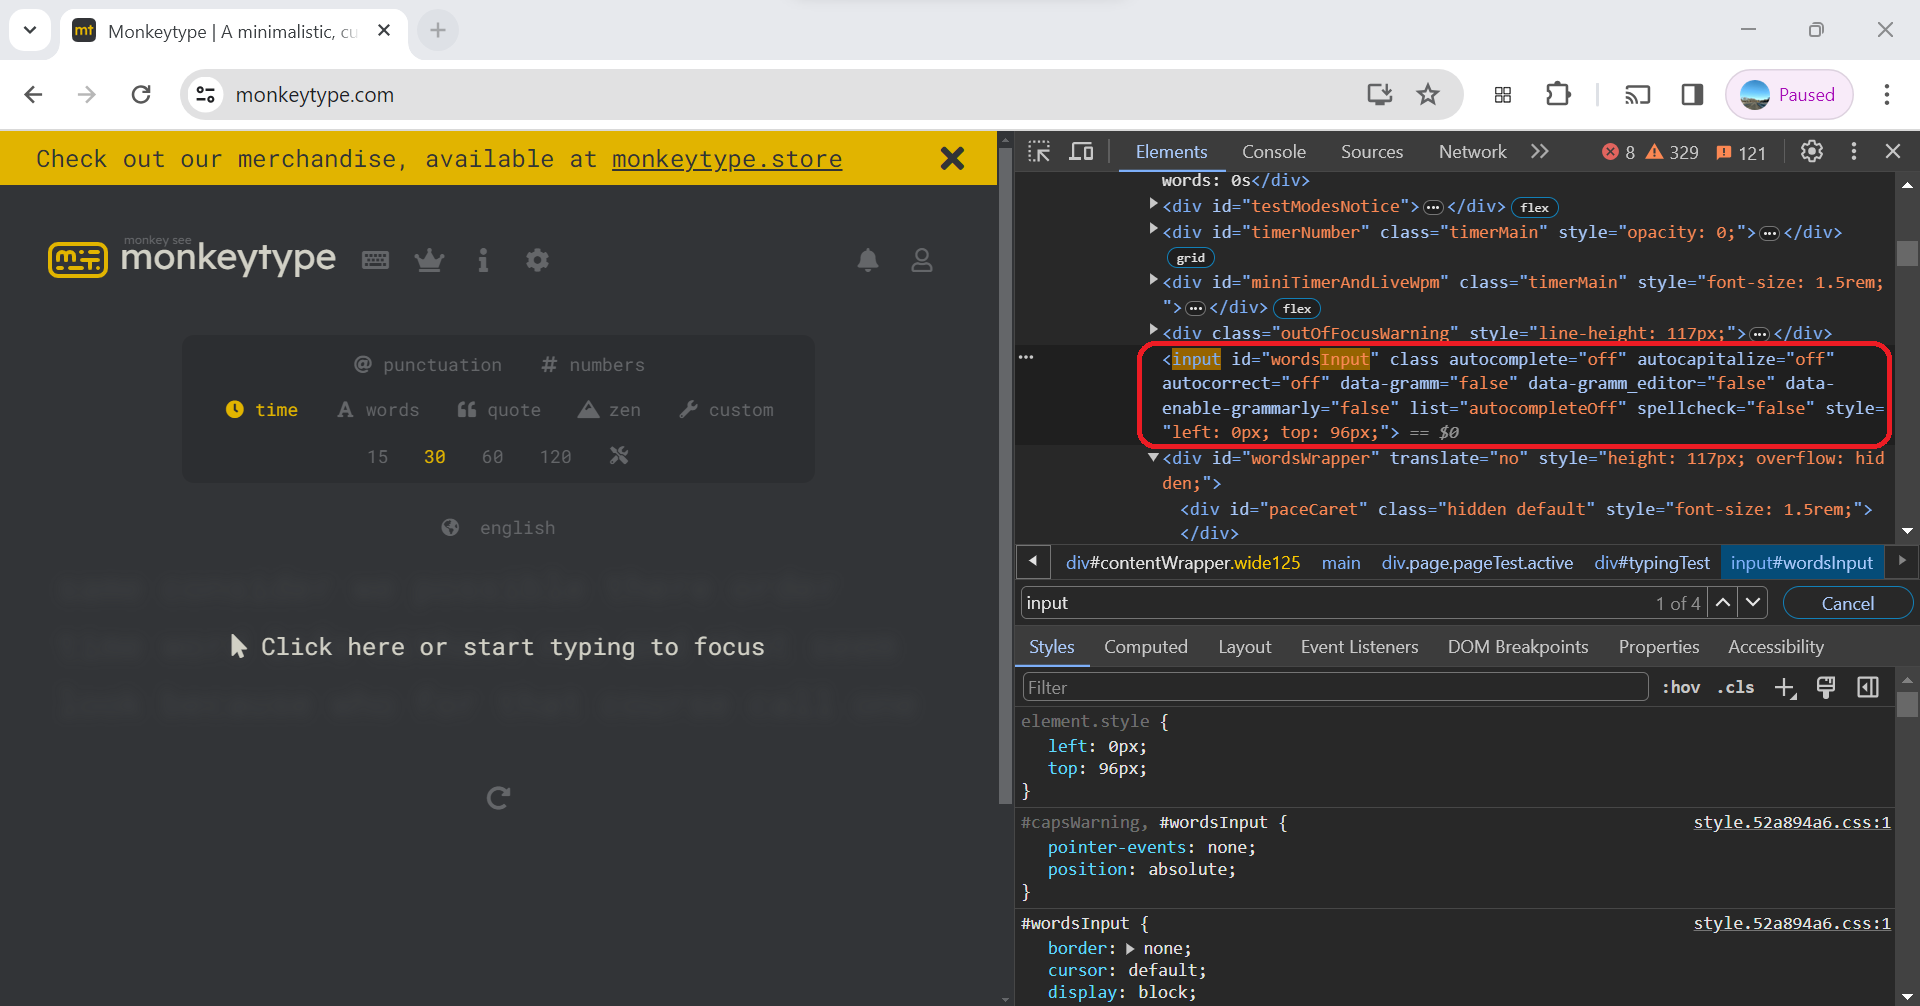 mt Monkeytype | A minimalistic, cu
monkeytype.com
Paused
Check out our merchandise, available at monkeytype.store
monkey see
monkeytype
@ punctuation # numbers
time A words quote zen custom
15 30 60 120
english
Click here or start typing to focus
Elements Console Sources Network 8 329 121
words: 0s</div>
<div id="testModesNotice"> ··· </div> flex
<div id="timerNumber" class="timerMain" style="opacity: 0;"> ··· </div>
grid
<div id="miniTimerAndLiveWpm" class="timerMain" style="font-size: 1.5rem;
"> ··· </div> flex
<div class="outOfFocusWarning" style="line-height: 117px;"> ··· </div>
··· <input id="wordsInput" class autocomplete="off" autocapitalize="off"
autocorrect="off" data-gramm="false" data-gramm_editor="false" data-
enable-grammarly="false" list="autocompleteOff" spellcheck="false" style=
"left: 0px; top: 96px;"> == $0
<div id="wordsWrapper" translate="no" style="height: 117px; overflow: hid
den;">
<div id="paceCaret" class="hidden default" style="font-size: 1.5rem;">
</div>
div#contentWrapper.wide125 main div.page.pageTest.active div#typingTest input#wordsInput
input 1 of 4 Cancel
Styles Computed Layout Event Listeners DOM Breakpoints Properties Accessibility
Filter :hov .cls
element.style {
left: 0px;
top: 96px;
}
#capsWarning, #wordsInput { style.52a894a6.css:1
pointer-events: none;
position: absolute;
}
#wordsInput { style.52a894a6.css:1
border: none;
cursor: default;
display: block;